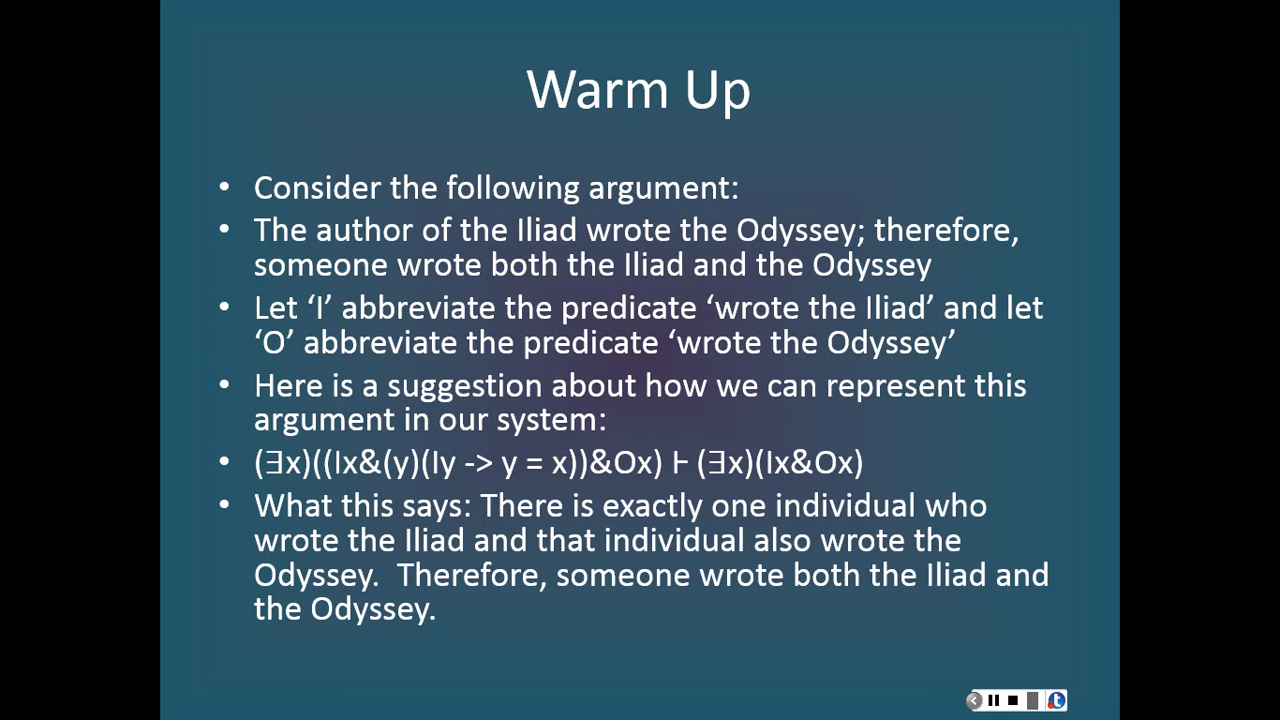 Warm Up
• Consider the following argument:
• The author of the Iliad wrote the Odyssey; therefore,
someone wrote both the Iliad and the Odyssey
• Let ‘I’ abbreviate the predicate ‘wrote the Iliad’ and let
‘O’ abbreviate the predicate ‘wrote the Odyssey’
• Here is a suggestion about how we can represent this
argument in our system:
• (∃x)((Ix&(y)(Iy -> y = x))&Ox) Ⱶ (∃x)(Ix&Ox)
• What this says: There is exactly one individual who
wrote the Iliad and that individual also wrote the
Odyssey.  Therefore, someone wrote both the Iliad and
the Odyssey.
t